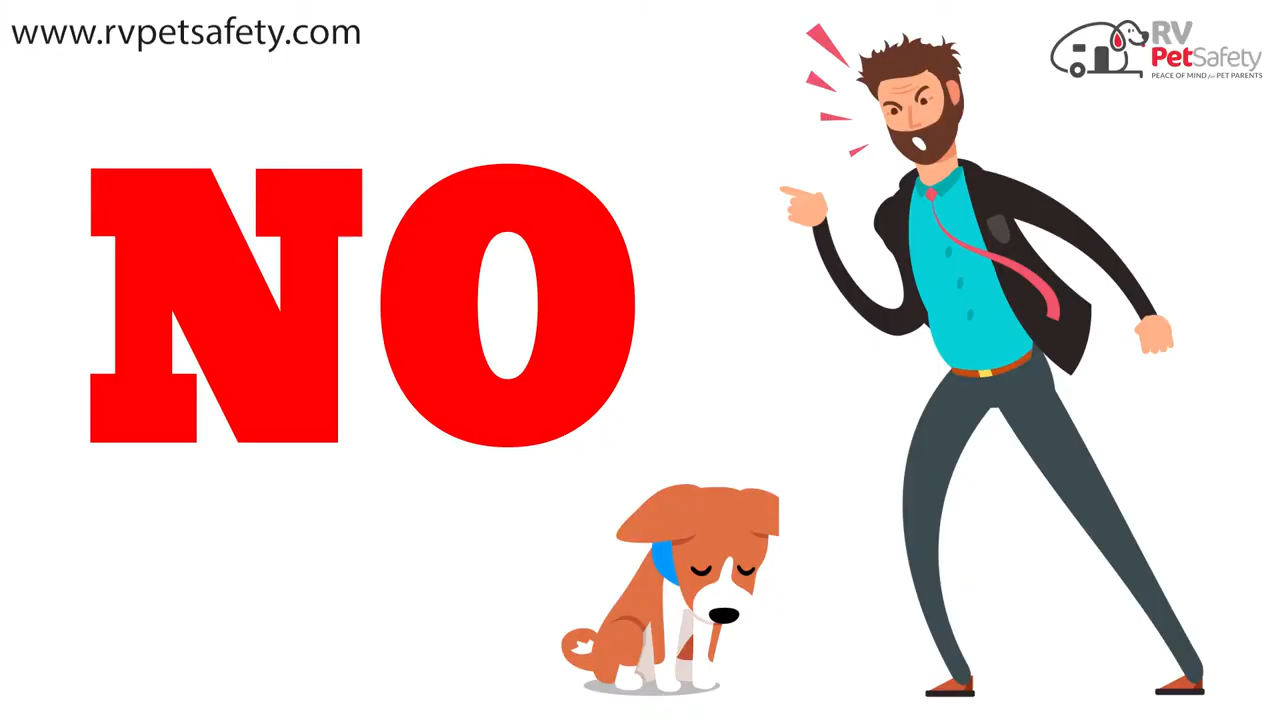 www.rvpetsafety.com
RV
PetSafety
PEACE OF MIND for PET PARENTS
NO